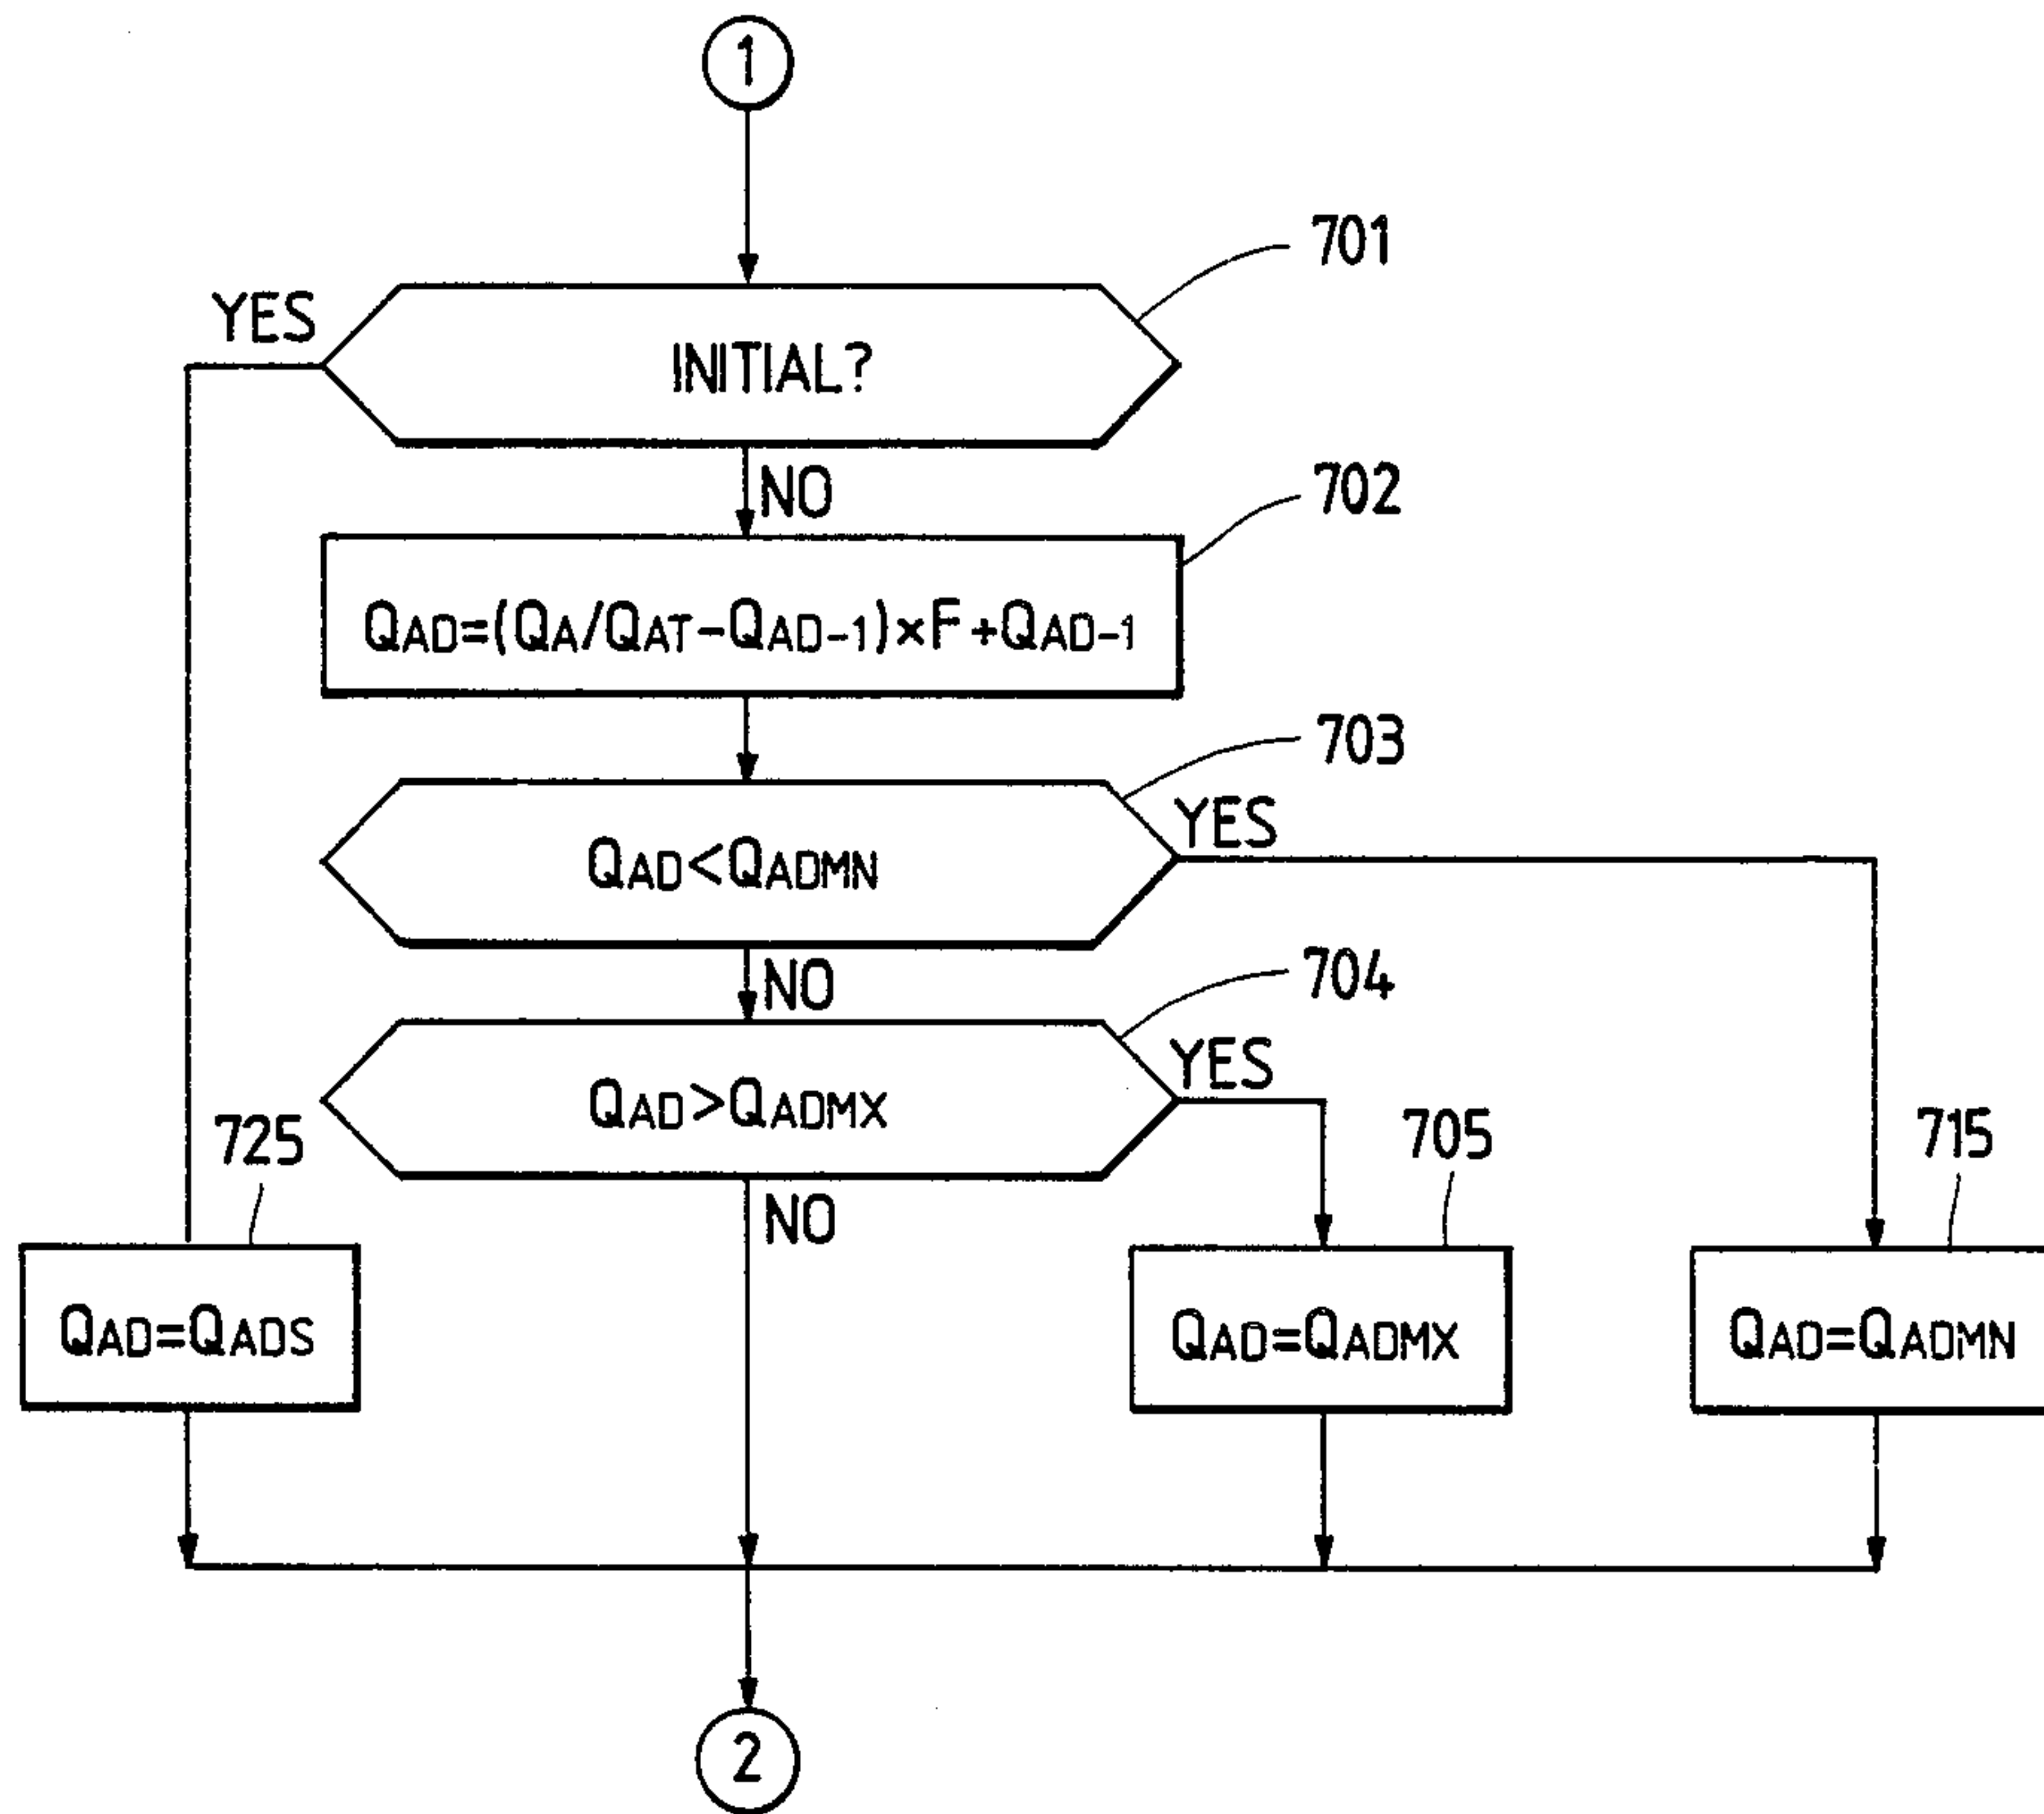 1
701
YES
INITIAL?
NO
702
QAD=(QA/QAT-QAD-1)×F+QAD-1
703
YES
QAD<QADMN
NO
704
YES
QAD>QADMX
725
705
715
NO
QAD=QADS
QAD=QADMX
QAD=QADMN
2